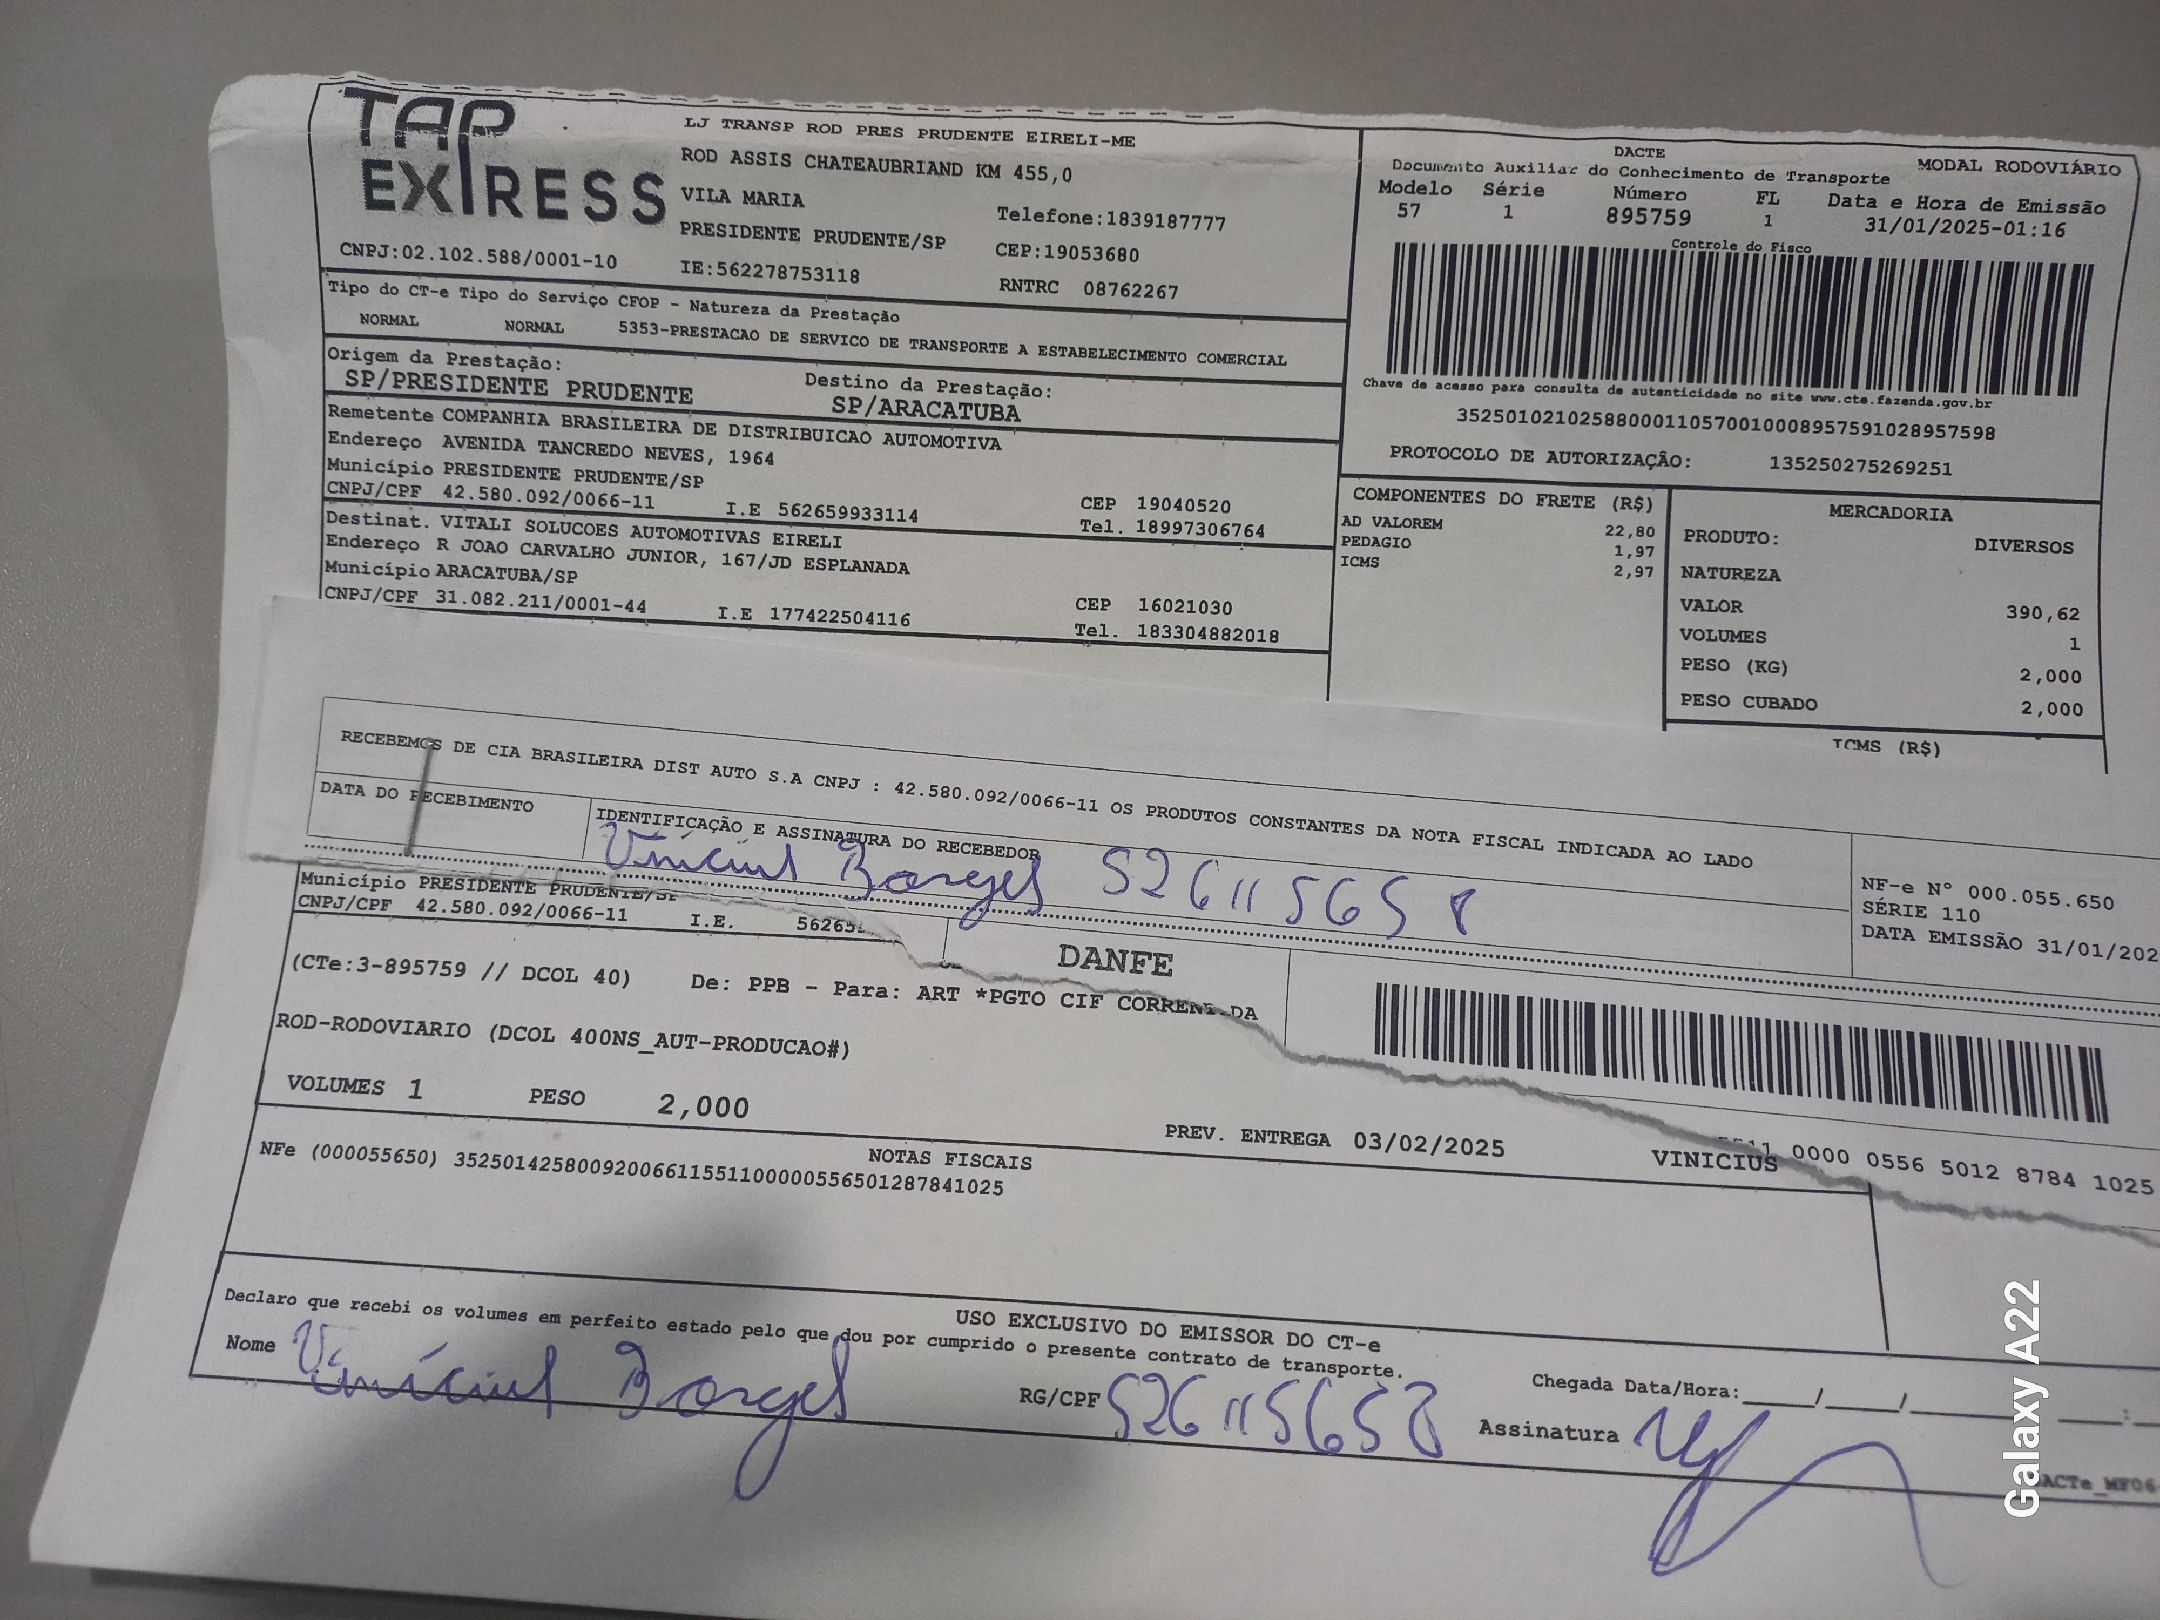 TAP EXPRESS
LJ TRANSP ROD PRES PRUDENTE EIRELI-ME
ROD ASSIS CHATEAUBRIAND KM 455,0
VILA MARIA
Telefone:1839187777
PRESIDENTE PRUDENTE/SP
CEP:19053680
CNPJ:02.102.588/0001-10
IE:562278753118
RNTRC 08762267
DACTE
Documento Auxiliar do Conhecimento de Transporte
MODAL RODOVIÁRIO
Modelo Série Número FL Data e Hora de Emissão
57 1 895759 1 31/01/2025-01:16
Controle do Fisco
Chave de acesso para consulta de autenticidade no site www.cte.fazenda.gov.br
35250102102588000110570010008957591028957598
PROTOCOLO DE AUTORIZAÇÃO: 135250275269251
Tipo do CT-e Tipo do Serviço CFOP - Natureza da Prestação
NORMAL NORMAL 5353-PRESTACAO DE SERVICO DE TRANSPORTE A ESTABELECIMENTO COMERCIAL
Origem da Prestação: Destino da Prestação:
SP/PRESIDENTE PRUDENTE SP/ARACATUBA
Remetente COMPANHIA BRASILEIRA DE DISTRIBUICAO AUTOMOTIVA
Endereço AVENIDA TANCREDO NEVES, 1964
Município PRESIDENTE PRUDENTE/SP CEP 19040520
CNPJ/CPF 42.580.092/0066-11 I.E 562659933114 Tel. 18997306764
Destinat. VITALI SOLUCOES AUTOMOTIVAS EIRELI
Endereço R JOAO CARVALHO JUNIOR, 167/JD ESPLANADA
Município ARACATUBA/SP CEP 16021030
CNPJ/CPF 31.082.211/0001-44 I.E 177422504116 Tel. 183304882018
COMPONENTES DO FRETE (R$)
AD VALOREM 22,80
PEDAGIO 1,97
ICMS 2,97
MERCADORIA
PRODUTO: DIVERSOS
NATUREZA
VALOR 390,62
VOLUMES 1
PESO (KG) 2,000
PESO CUBADO 2,000
ICMS (R$)
RECEBEMOS DE CIA BRASILEIRA DIST AUTO S.A CNPJ : 42.580.092/0066-11 OS PRODUTOS CONSTANTES DA NOTA FISCAL INDICADA AO LADO
DATA DO RECEBIMENTO
IDENTIFICAÇÃO E ASSINATURA DO RECEBEDOR
Vinícius Borges 526115658
NF-e N° 000.055.650
SÉRIE 110
DATA EMISSÃO 31/01/202
Município PRESIDENTE PRUDENTE/SP
CNPJ/CPF 42.580.092/0066-11 I.E. 56265
DANFE
(CTe:3-895759 // DCOL 40) De: PPB - Para: ART *PGTO CIF
ROD-RODOVIARIO (DCOL 400NS_AUT-PRODUCAO#)
VOLUMES 1 PESO 2,000
PREV. ENTREGA 03/02/2025 VINICIUS
0000 0556 5012 8784 1025
NOTAS FISCAIS
NFe (000055650) 35250142580092006611551100000556501287841025
USO EXCLUSIVO DO EMISSOR DO CT-e
Declaro que recebi os volumes em perfeito estado pelo que dou por cumprido o presente contrato de transporte.
Nome Vinícius Borges RG/CPF 526115658 Assinatura
Chegada Data/Hora:____/____/____ ____:
Galaxy A22